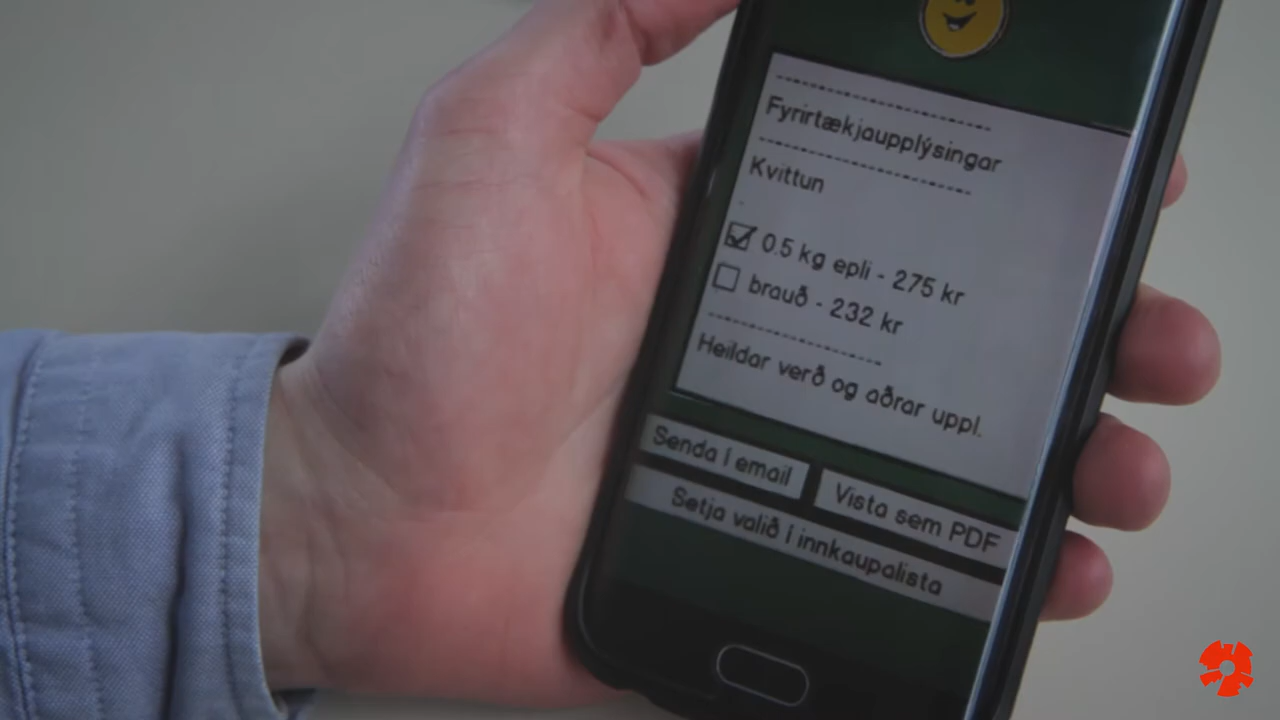 Fyrirtækjaupplýsingar
Kvittun
0.5 kg epli - 275 kr
brauð - 232 kr
Heildar verð og aðrar uppl.
Senda í email
Vista sem PDF
Setja valið í innkaupalista